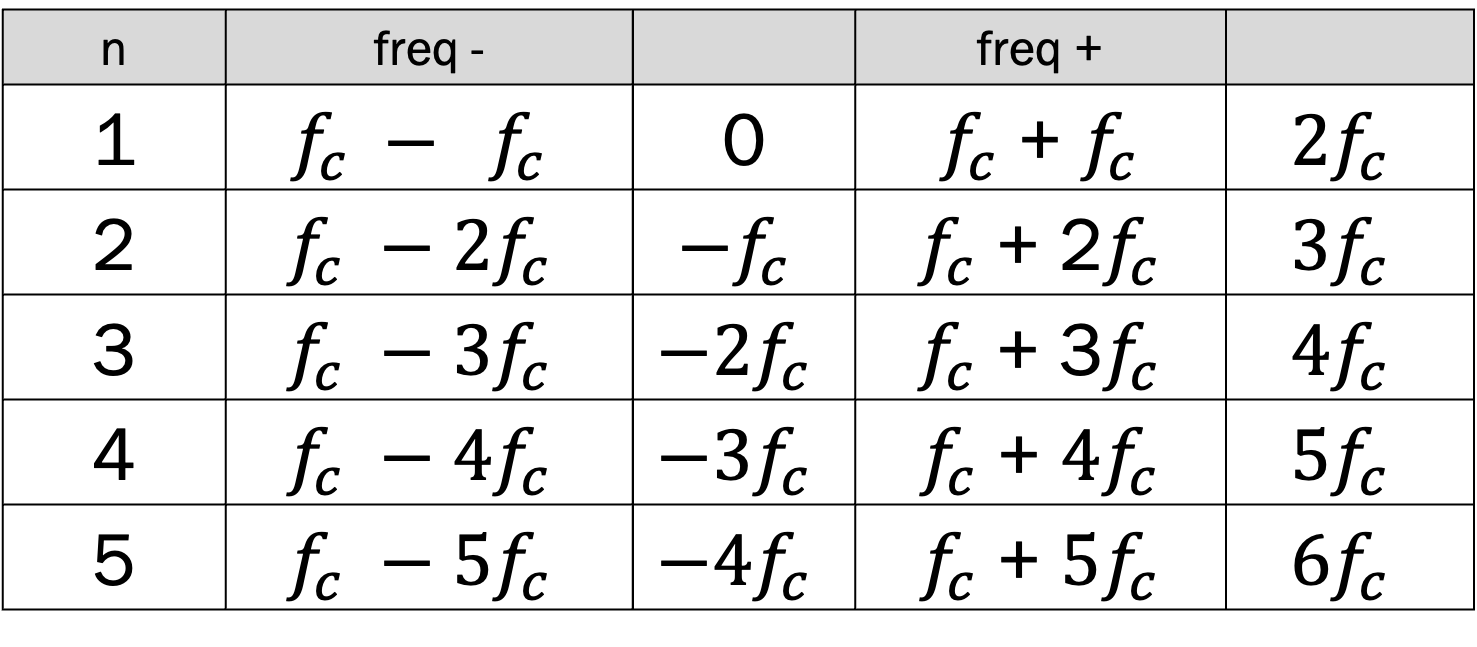 n freq - freq +
1 f_c − f_c 0 f_c + f_c 2f_c
2 f_c − 2f_c −f_c f_c + 2f_c 3f_c
3 f_c − 3f_c −2f_c f_c + 3f_c 4f_c
4 f_c − 4f_c −3f_c f_c + 4f_c 5f_c
5 f_c − 5f_c −4f_c f_c + 5f_c 6f_c